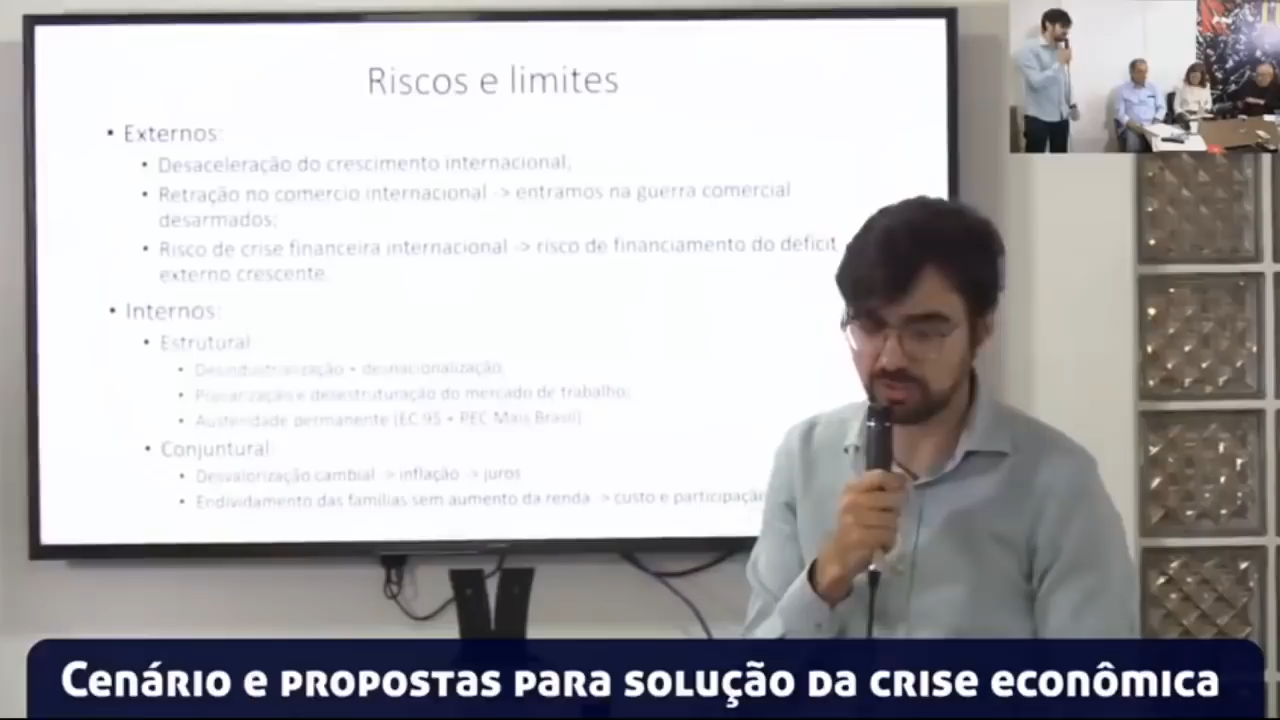 Riscos e limites
• Externos:
• Desaceleração do crescimento internacional;
• Retração no comercio internacional -> entramos na guerra comercial
desarmados;
• Risco de crise financeira internacional -> risco de financiamento do deficit
externo crescente.
• Internos:
• Estrutural
• Desindustrialização + desnacionalização
• e desestruturação do mercado de trabalho;
• Austeridade permanente (EC 95 + PEC Mais Brasil)
• Conjuntural:
• Desvalorização cambial -> inflação -> juros
• Endividamento das famílias sem aumento da renda -> custo e participação
Cenário e propostas para solução da crise econômica